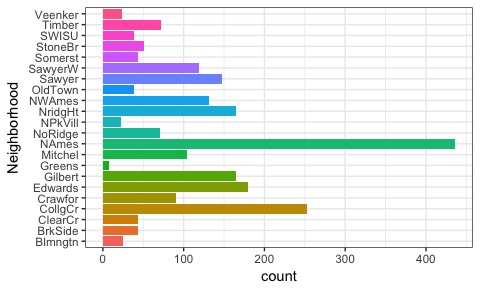 Veenker
Timber
SWISU
StoneBr
Somerst
SawyerW
Sawyer
OldTown
NWAmes
NridgHt
NPkVill
NoRidge
NAmes
Mitchel
Greens
Gilbert
Edwards
Crawfor
CollgCr
ClearCr
BrkSide
Blmngtn
Neighborhood
0 100 200 300 400
count